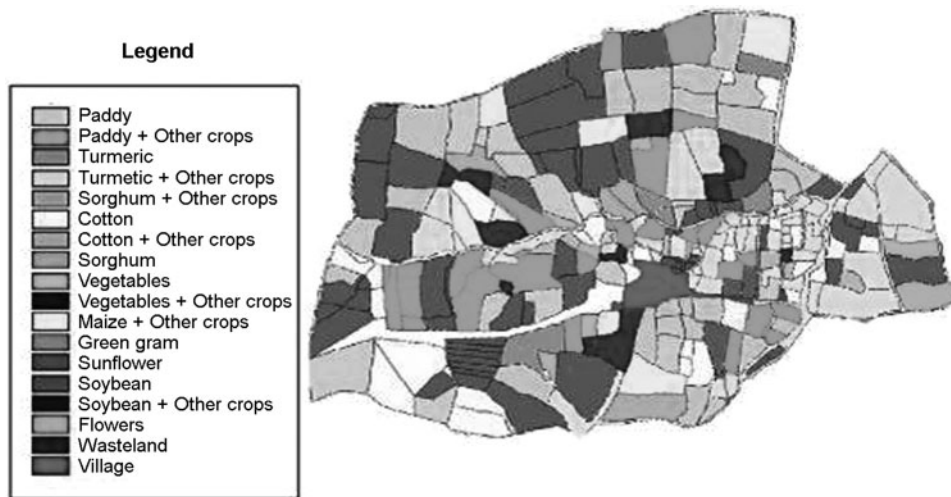 Legend
Paddy
Paddy + Other crops
Turmeric
Turmetic + Other crops
Sorghum + Other crops
Cotton
Cotton + Other crops
Sorghum
Vegetables
Vegetables + Other crops
Maize + Other crops
Green gram
Sunflower
Soybean
Soybean + Other crops
Flowers
Wasteland
Village